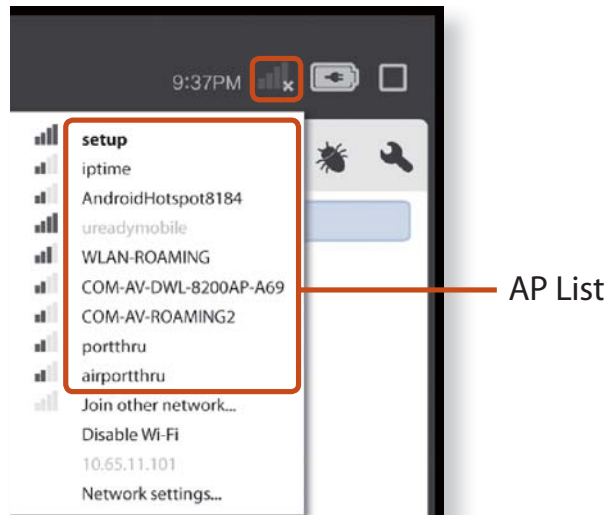 9:37PM
setup
iptime
AndroidHotspot8184
ureadymobile
WLAN-ROAMING
COM-AV-DWL-8200AP-A69
COM-AV-ROAMING2
portthru
airportthru
Join other network...
Disable Wi-Fi
10.65.11.101
Network settings...
AP List